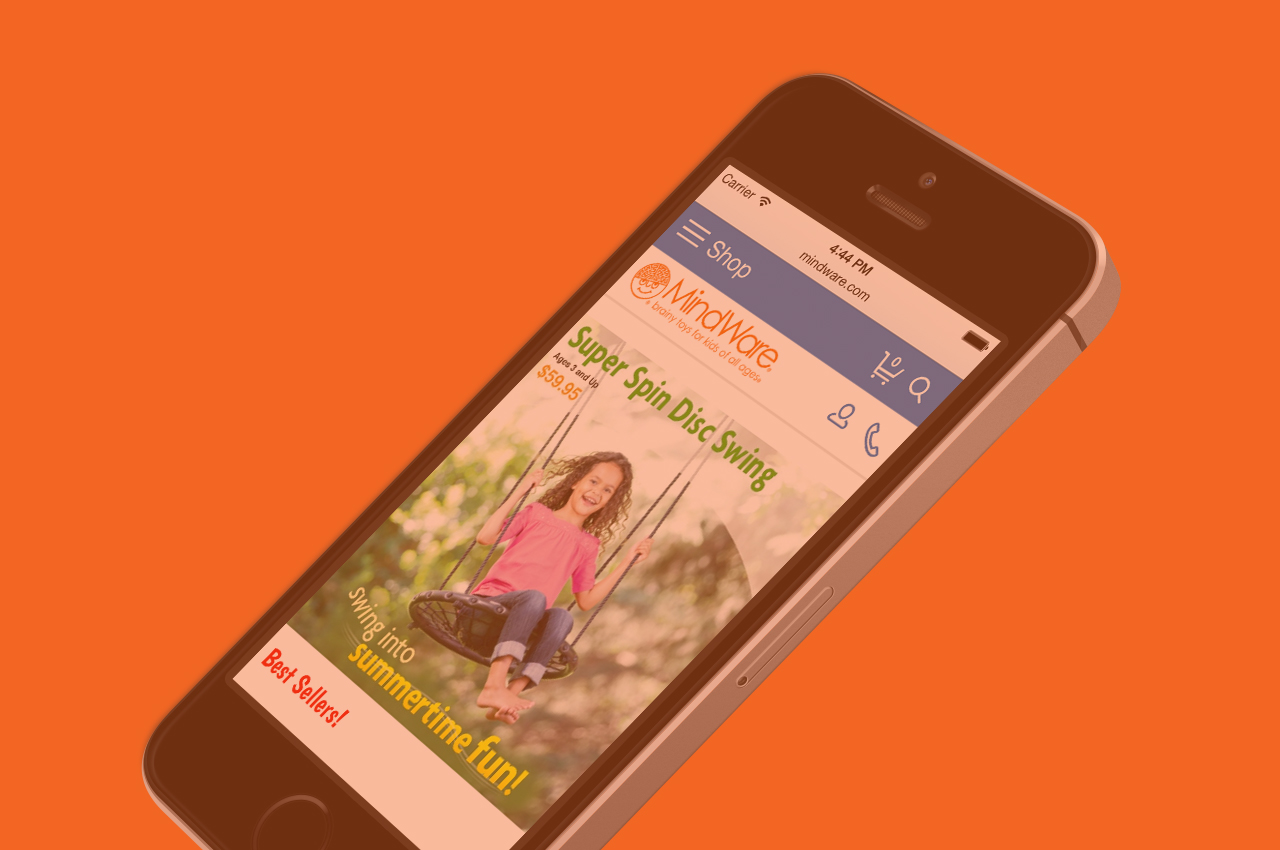 Carrier
4:44 PM
mindware.com
Shop
0
MindWare®
brainy toys for kids of all ages®
Super Spin Disc Swing
Ages 3 and Up
$59.95
swing into
summertime fun!
Best Sellers!